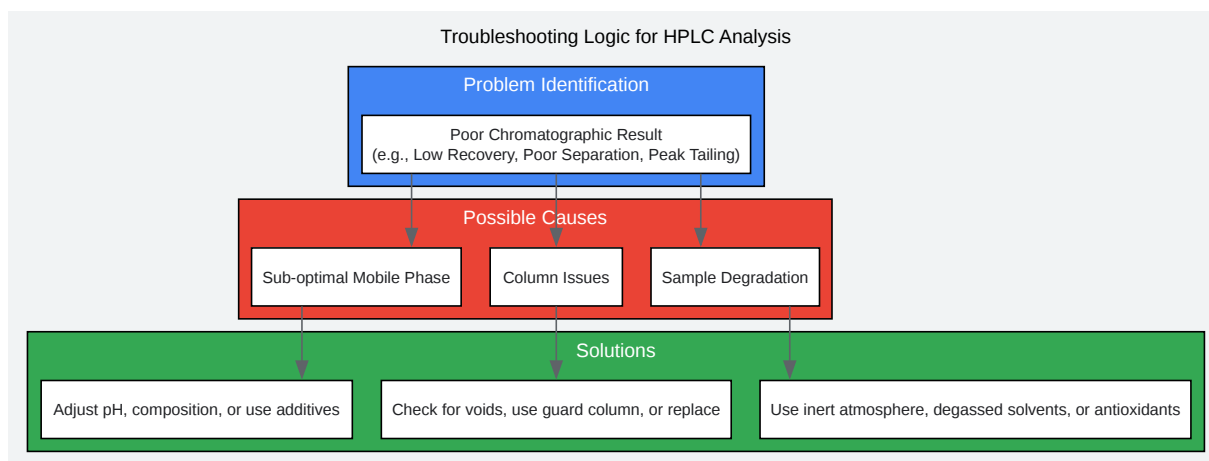 Troubleshooting Logic for HPLC Analysis
Problem Identification
Poor Chromatographic Result
(e.g., Low Recovery, Poor Separation, Peak Tailing)
Possible Causes
Sub-optimal Mobile Phase
Column Issues
Sample Degradation
Solutions
Adjust pH, composition, or use additives
Check for voids, use guard column, or replace
Use inert atmosphere, degassed solvents, or antioxidants